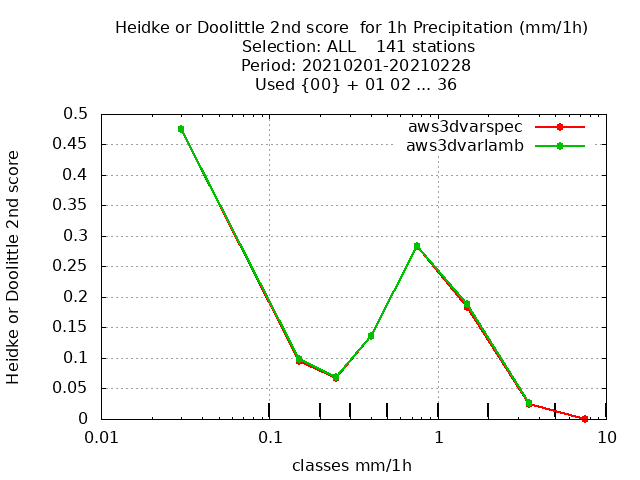 Heidke or Doolittle 2nd score  for 1h Precipitation (mm/1h)
Selection: ALL    141 stations
Period: 20210201-20210228
Used {00} + 01 02 ... 36
aws3dvarspec
aws3dvarlamb
Heidke or Doolittle 2nd score
0.5
0.45
0.4
0.35
0.3
0.25
0.2
0.15
0.1
0.05
0
0.01
0.1
1
10
classes mm/1h